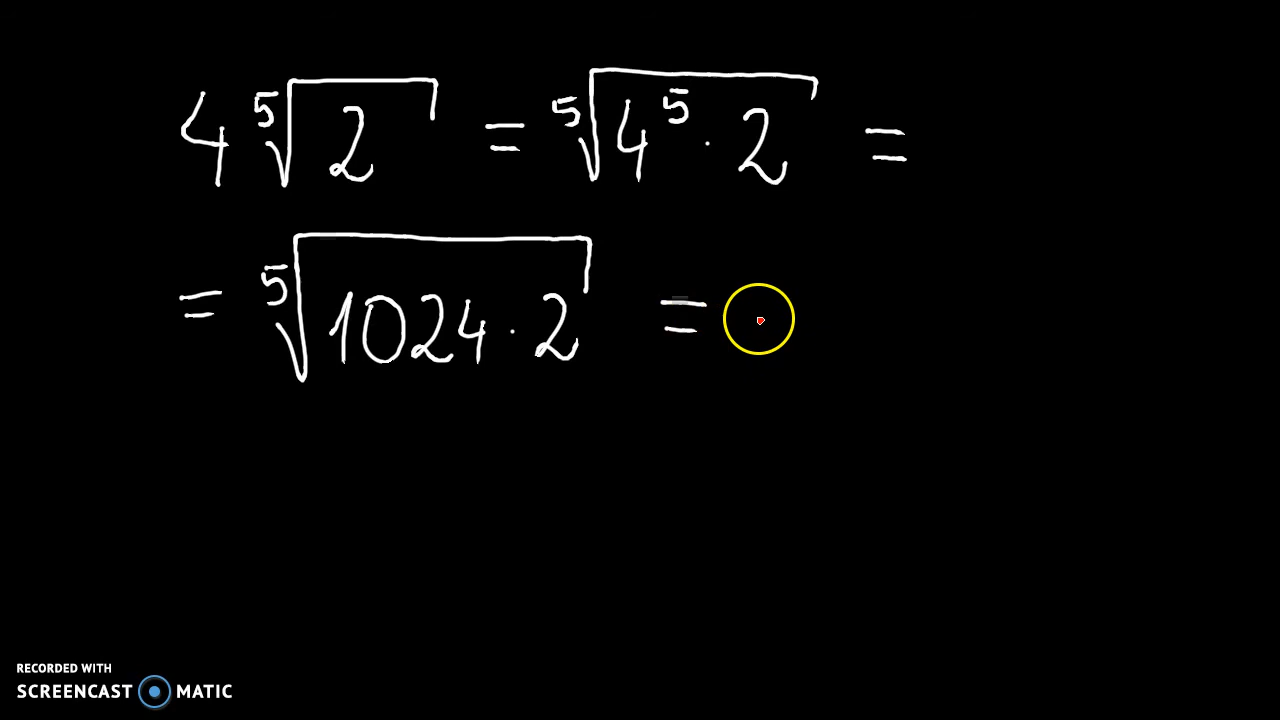 4 ⁵√2 = ⁵√(4⁵ · 2) =
= ⁵√(1024 · 2) =
RECORDED WITH
SCREENCAST MATIC